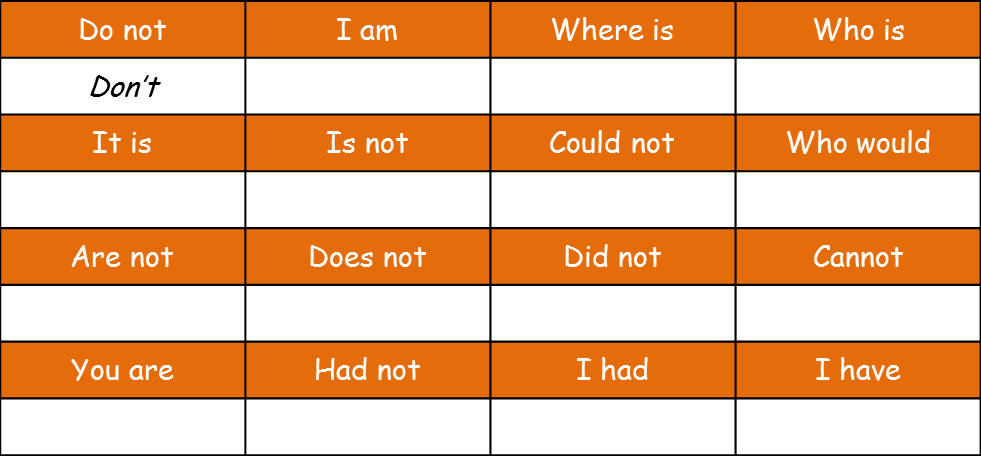 Do not I am Where is Who is
Don't
It is Is not Could not Who would
Are not Does not Did not Cannot
You are Had not I had I have